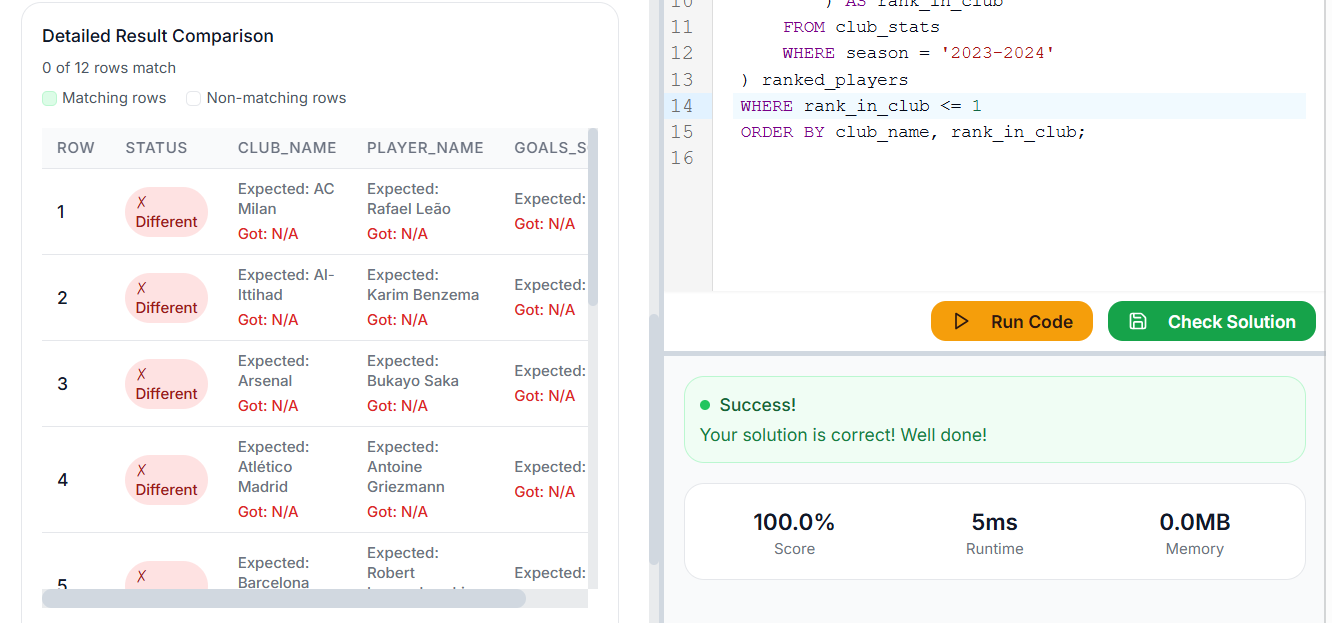 Detailed Result Comparison
0 of 12 rows match
Matching rows Non-matching rows
ROW STATUS CLUB_NAME PLAYER_NAME GOALS_S
1 ✗ Different Expected: AC Milan Got: N/A Expected: Rafael Leão Got: N/A Expected: Got: N/A
2 ✗ Different Expected: Al-Ittihad Got: N/A Expected: Karim Benzema Got: N/A Expected: Got: N/A
3 ✗ Different Expected: Arsenal Got: N/A Expected: Bukayo Saka Got: N/A Expected: Got: N/A
4 ✗ Different Expected: Atlético Madrid Got: N/A Expected: Antoine Griezmann Got: N/A Expected: Got: N/A
5 ✗ Expected: Barcelona Expected: Robert Expected:
10 ) AS rank_in_club
11 FROM club_stats
12 WHERE season = '2023-2024'
13 ) ranked_players
14 WHERE rank_in_club <= 1
15 ORDER BY club_name, rank_in_club;
16
Run Code Check Solution
Success!
Your solution is correct! Well done!
100.0% 5ms 0.0MB
Score Runtime Memory